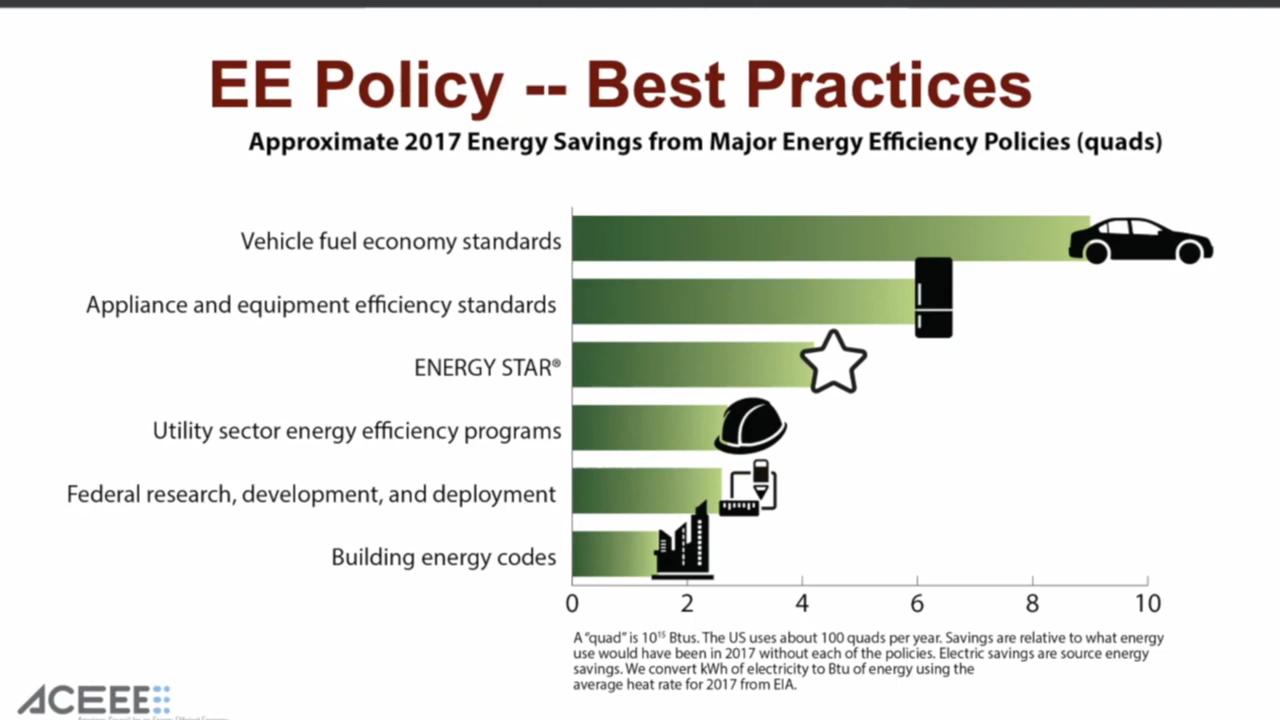 EE Policy -- Best Practices
Approximate 2017 Energy Savings from Major Energy Efficiency Policies (quads)
Vehicle fuel economy standards
Appliance and equipment efficiency standards
ENERGY STAR®
Utility sector energy efficiency programs
Federal research, development, and deployment
Building energy codes
0 2 4 6 8 10
A "quad" is 10¹⁵ Btus. The US uses about 100 quads per year. Savings are relative to what energy
use would have been in 2017 without each of the policies. Electric savings are source energy
savings. We convert kWh of electricity to Btu of energy using the
average heat rate for 2017 from EIA.
ACEEE